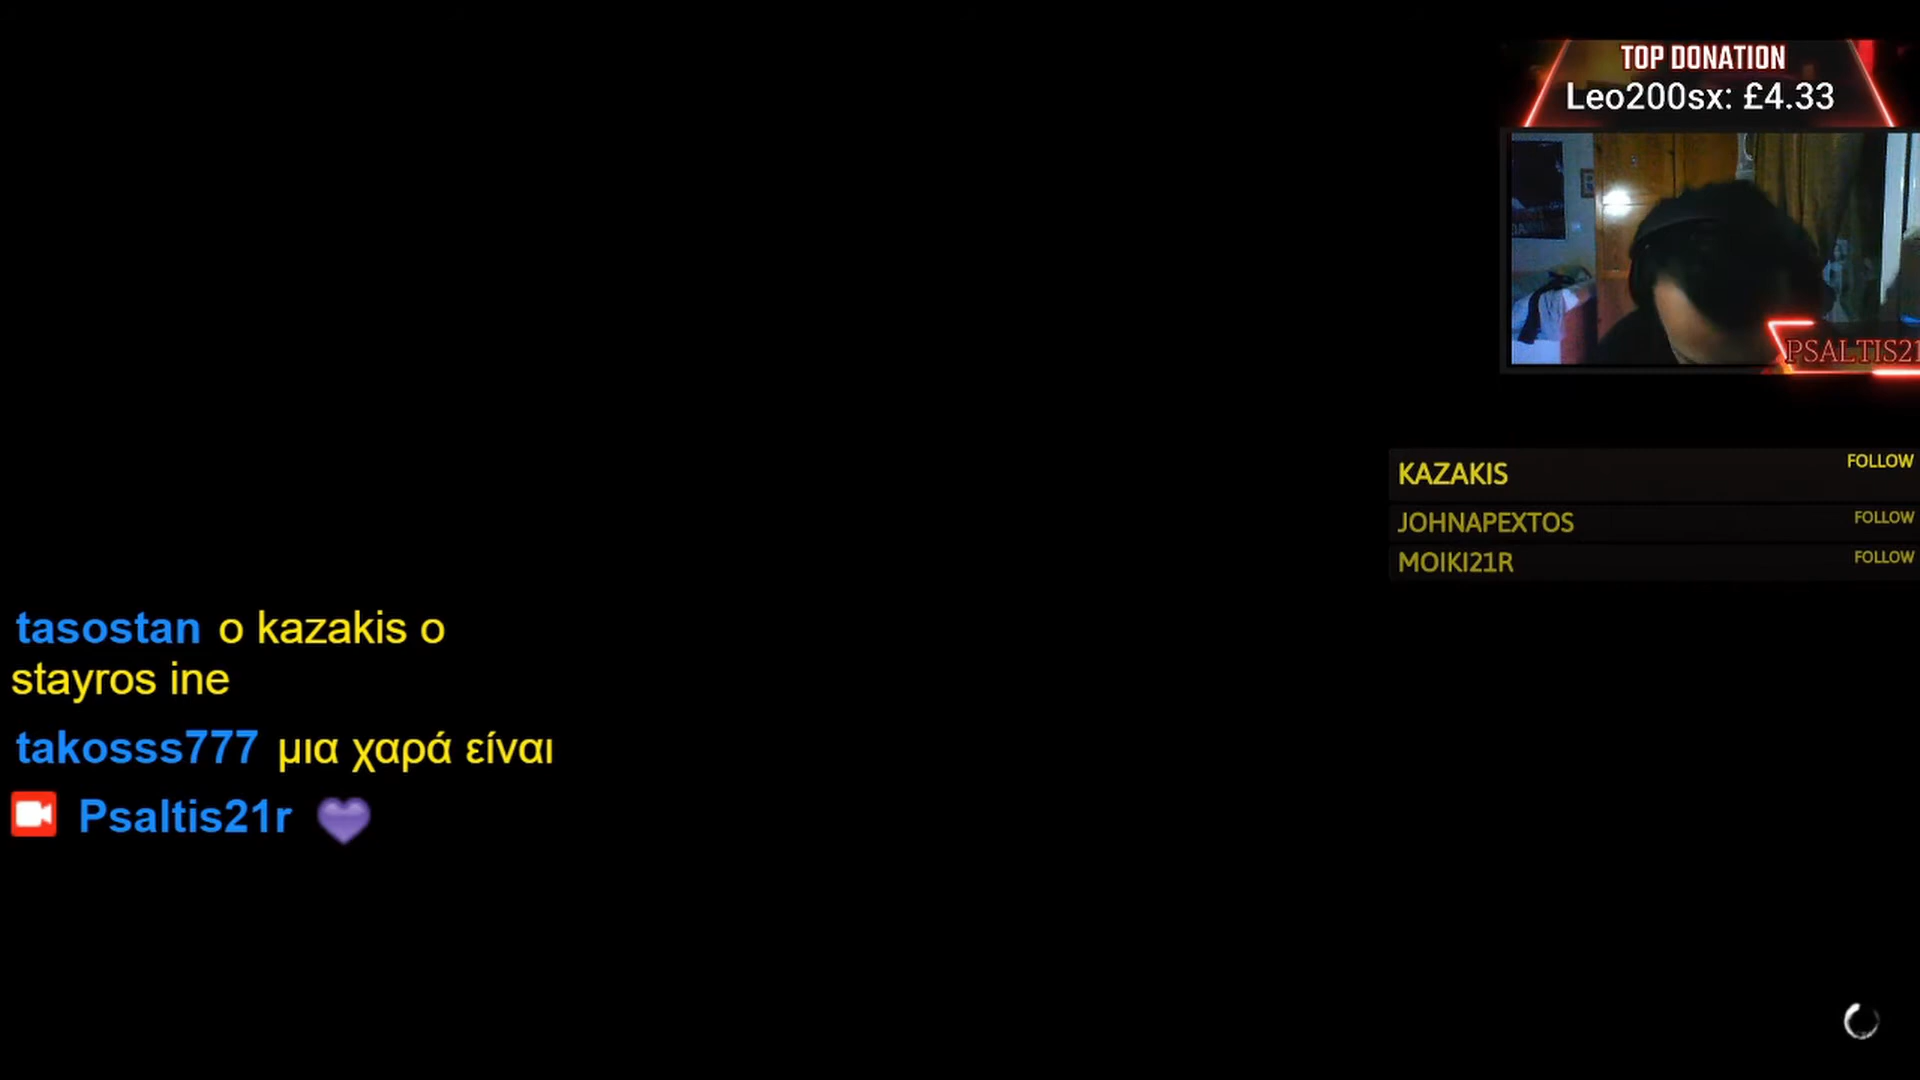 TOP DONATION
Leo200sx: £4.33
PSALTIS21
KAZAKIS FOLLOW
JOHNAPEXTOS FOLLOW
MOIKI21R FOLLOW
tasostan o kazakis o
stayros ine
takosss777 μια χαρά είναι
Psaltis21r 💜